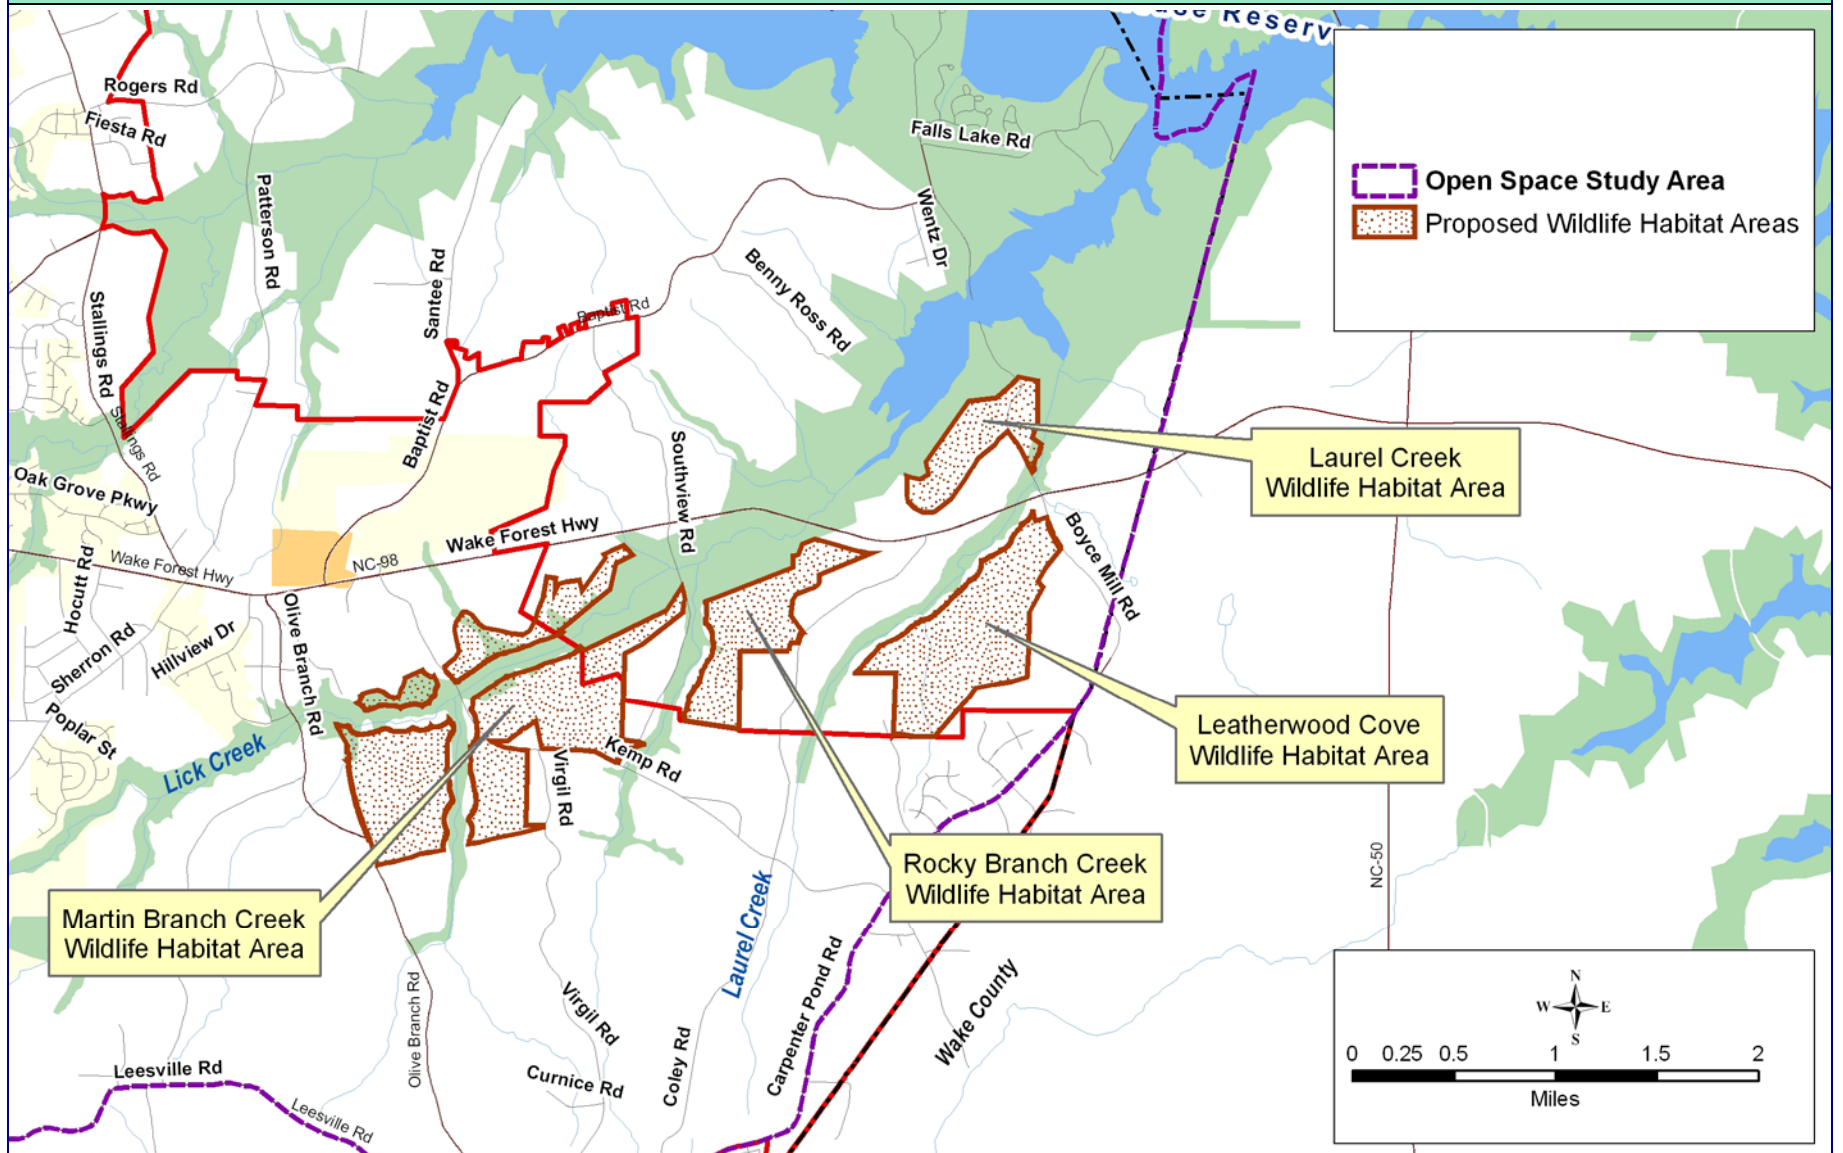 Reserv
Rogers Rd
Fiesta Rd
Falls Lake Rd
Patterson Rd
Wentz Dr
Open Space Study Area
Proposed Wildlife Habitat Areas
Santee Rd
Benny Ross Rd
Baptist Rd
Stallings Rd
Stallings Rd
Baptist Rd
Southview Rd
Laurel Creek
Wildlife Habitat Area
Oak Grove Pkwy
Wake Forest Hwy
Wake Forest Hwy
NC-98
Boyce Mill Rd
Hocutt Rd
Olive Branch Rd
Sherron Rd
Hillview Dr
Poplar St
Lick Creek
Leatherwood Cove
Wildlife Habitat Area
Kemp Rd
Virgil Rd
Rocky Branch Creek
Wildlife Habitat Area
NC-50
Martin Branch Creek
Wildlife Habitat Area
Laurel Creek
Carpenter Pond Rd
Wake County
Virgil Rd
Olive Branch Rd
Coley Rd
Curnice Rd
Leesville Rd
Leesville Rd
N
W E
S
0 0.25 0.5 1 1.5 2
Miles